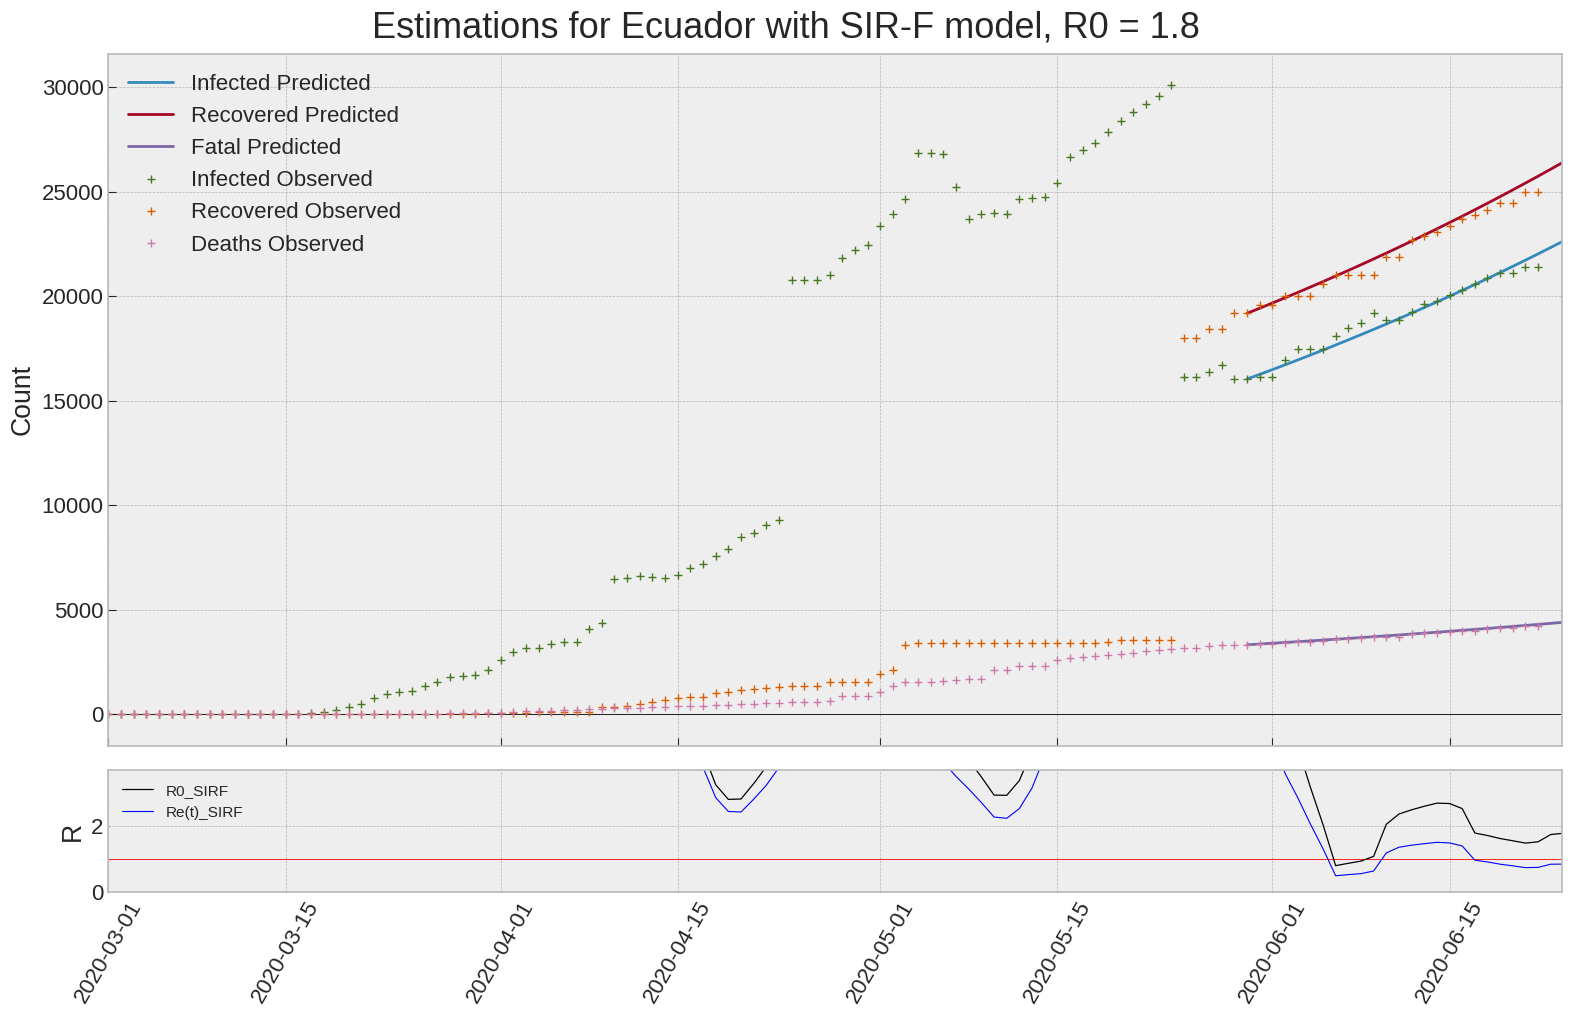 Estimations for Ecuador with SIR-F model, R0 = 1.8
Infected Predicted
Recovered Predicted
Fatal Predicted
Infected Observed
Recovered Observed
Deaths Observed
30000
25000
20000
15000
10000
5000
0
Count
R0_SIRF
Re(t)_SIRF
2
0
R
2020-03-01
2020-03-15
2020-04-01
2020-04-15
2020-05-01
2020-05-15
2020-06-01
2020-06-15